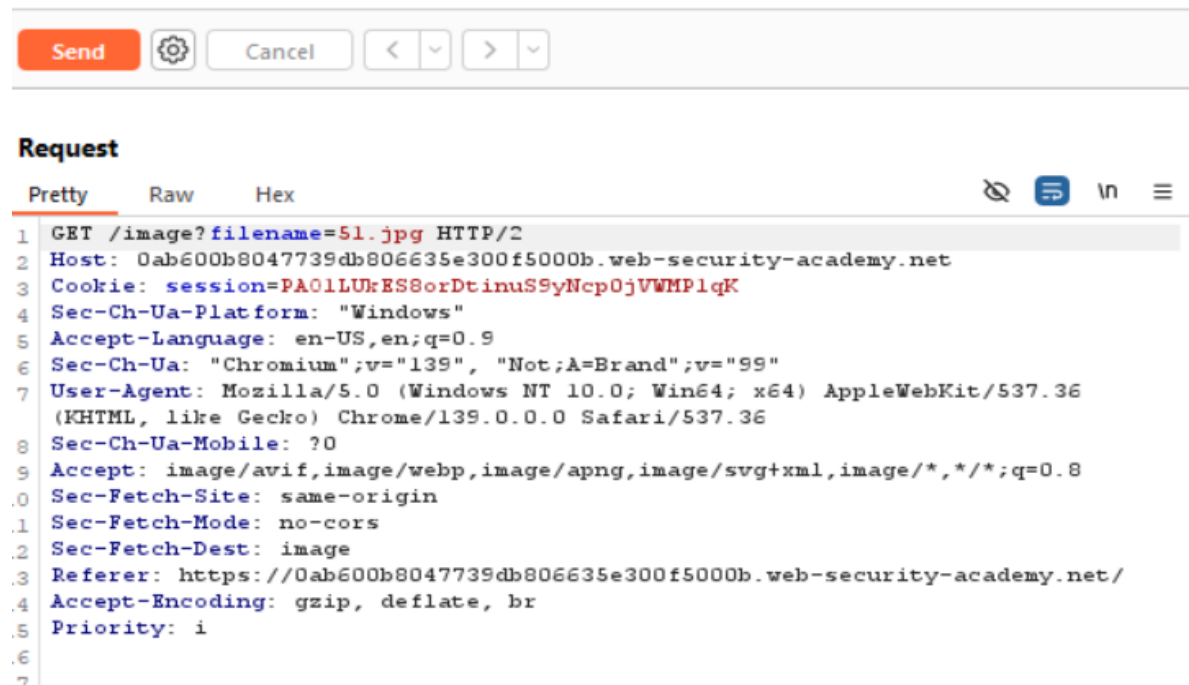 Send Cancel < >
Request
Pretty Raw Hex \n
1 GET /image?filename=51.jpg HTTP/2
2 Host: 0ab600b8047739db806635e300f5000b.web-security-academy.net
3 Cookie: session=PAO1LUkES8orDtinuS9yNcpOjVWMPlqK
4 Sec-Ch-Ua-Platform: "Windows"
5 Accept-Language: en-US,en;q=0.9
6 Sec-Ch-Ua: "Chromium";v="139", "Not;A=Brand";v="99"
7 User-Agent: Mozilla/5.0 (Windows NT 10.0; Win64; x64) AppleWebKit/537.36
(KHTML, like Gecko) Chrome/139.0.0.0 Safari/537.36
8 Sec-Ch-Ua-Mobile: ?0
9 Accept: image/avif,image/webp,image/apng,image/svg+xml,image/*,*/*;q=0.8
.0 Sec-Fetch-Site: same-origin
.1 Sec-Fetch-Mode: no-cors
.2 Sec-Fetch-Dest: image
.3 Referer: https://0ab600b8047739db806635e300f5000b.web-security-academy.net/
.4 Accept-Encoding: gzip, deflate, br
.5 Priority: i
.6